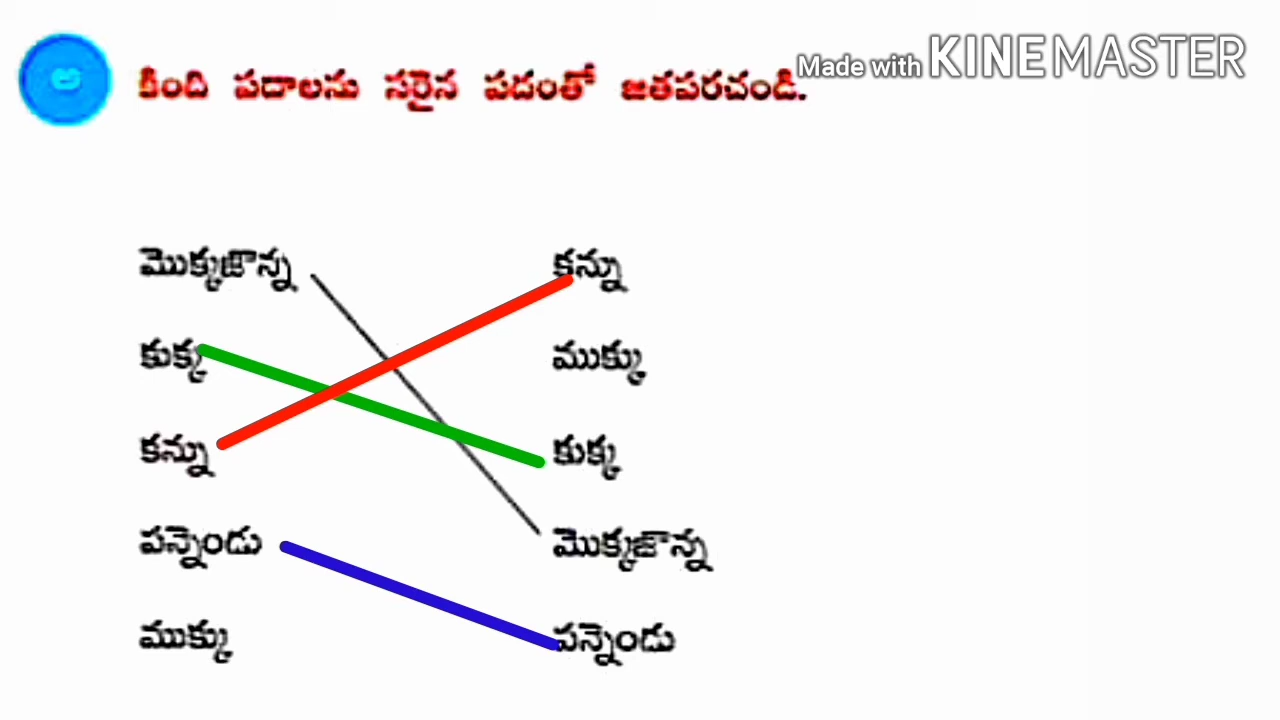 Made with KINEMASTER
కింది పదాలను సరైన పదంతో జతపరచండి.
మొక్కజొన్న కన్ను
కుక్క ముక్కు
కన్ను కుక్క
పన్నెండు మొక్కజొన్న
ముక్కు పన్నెండు